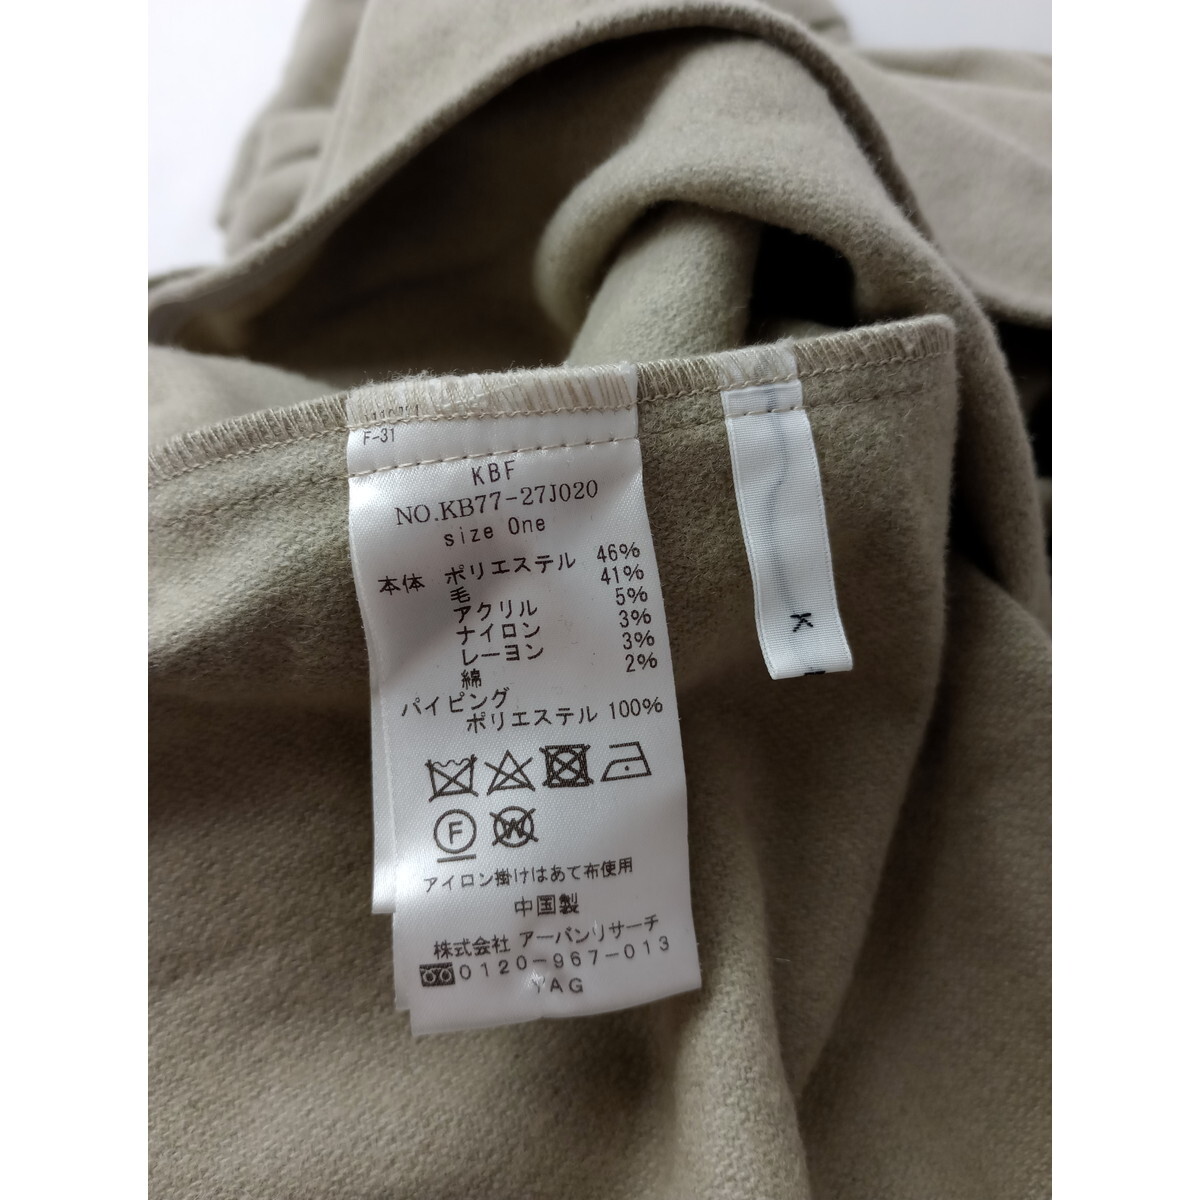 F-31
KBF
NO.KB77-27J020
size One
本体 ポリエステル 46%
毛 41%
アクリル 5%
ナイロン 3%
レーヨン 3%
綿 2%
パイピング
ポリエステル 100%
F
W
アイロン掛けはあて布使用
中国製
株式会社 アーバンリサーチ
0120-967-013
YAG
K